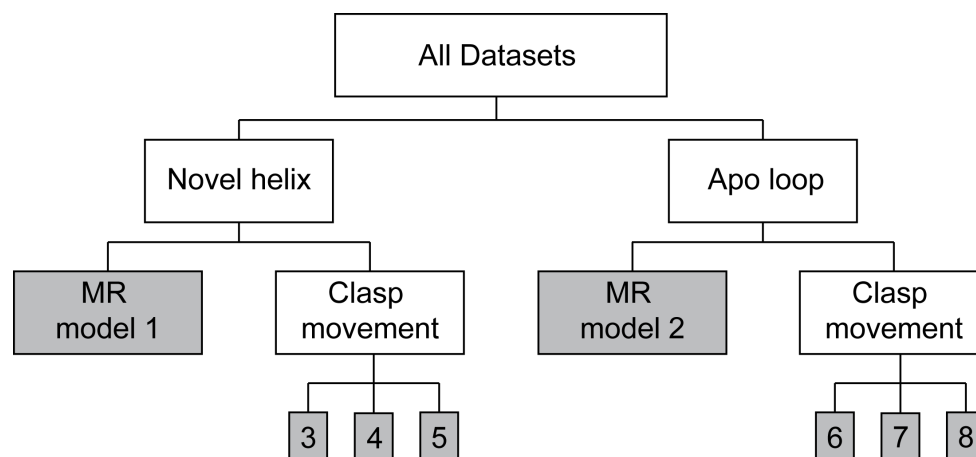 All Datasets
Novel helix
Apo loop
MR
model 1
Clasp
movement
MR
model 2
Clasp
movement
3
4
5
6
7
8